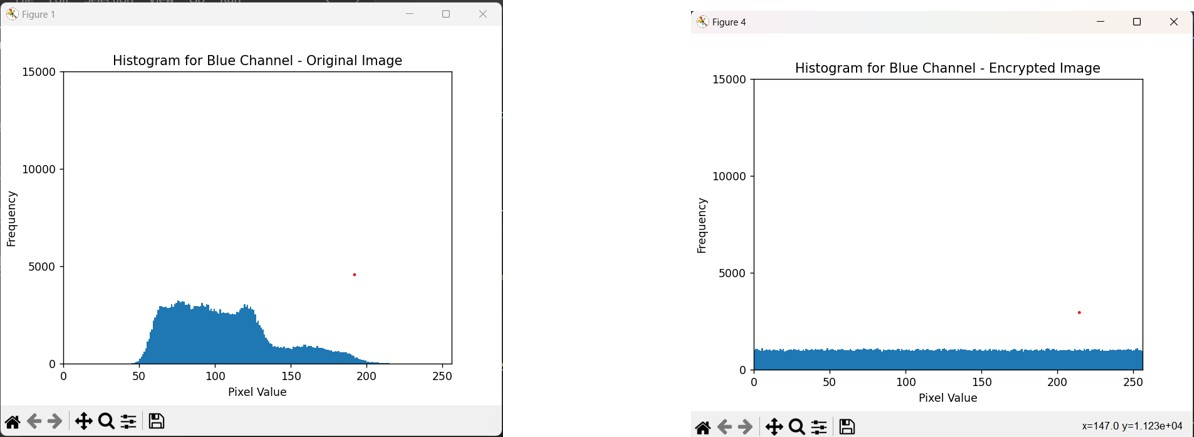 Figure 1
Histogram for Blue Channel - Original Image
15000
10000
5000
0
Frequency
0 50 100 150 200 250
Pixel Value
Figure 4
Histogram for Blue Channel - Encrypted Image
15000
10000
5000
0
Frequency
0 50 100 150 200 250
Pixel Value
x=147.0 y=1.123e+04